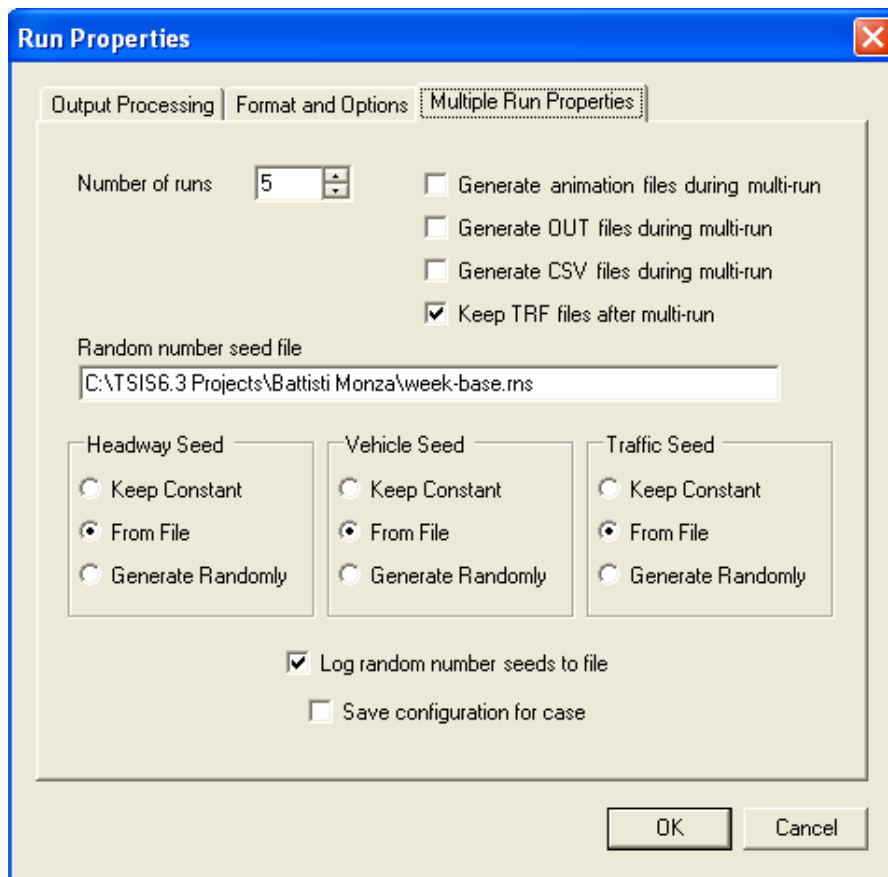 Run Properties
Output Processing
Format and Options
Multiple Run Properties
Number of runs
5
Generate animation files during multi-run
Generate OUT files during multi-run
Generate CSV files during multi-run
Keep TRF files after multi-run
Random number seed file
C:\TSIS6.3 Projects\Battisti Monza\week-base.rns
Headway Seed
Keep Constant
From File
Generate Randomly
Vehicle Seed
Keep Constant
From File
Generate Randomly
Traffic Seed
Keep Constant
From File
Generate Randomly
Log random number seeds to file
Save configuration for case
OK
Cancel